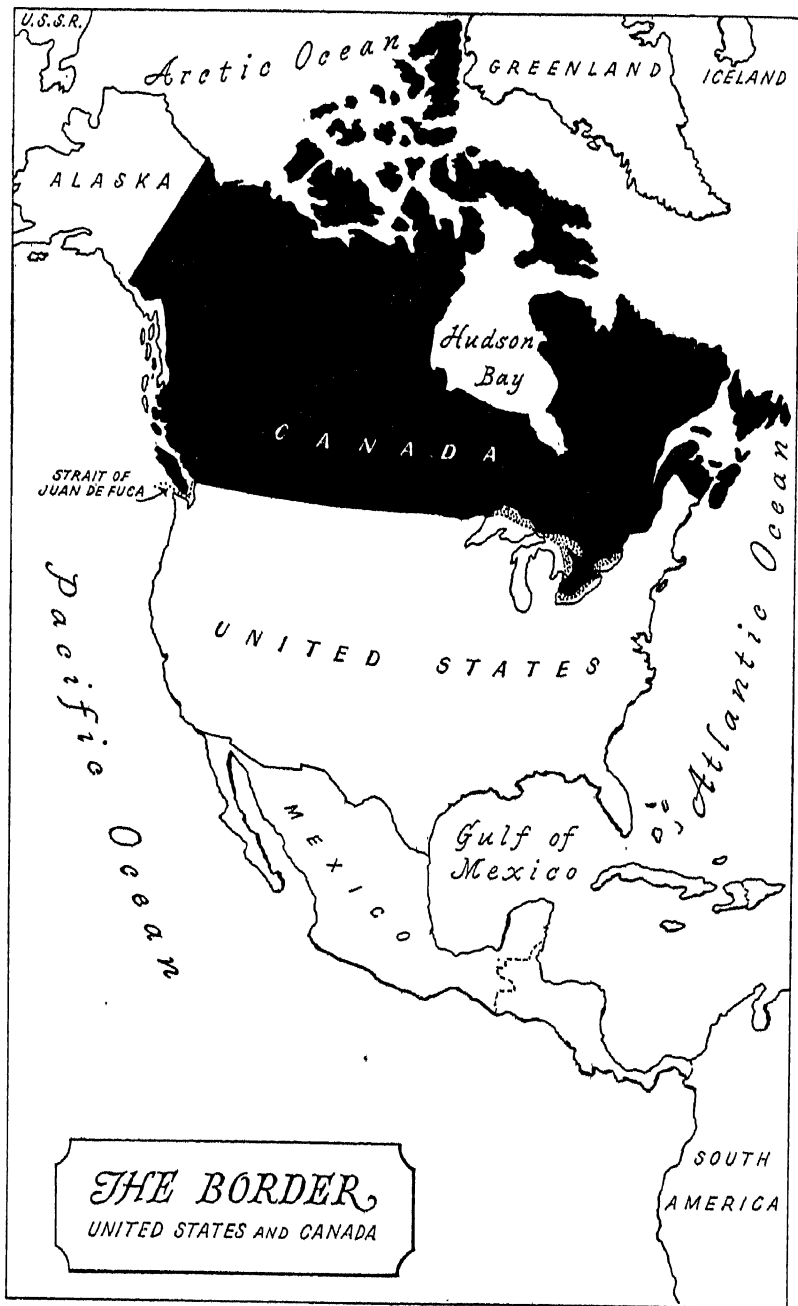 U.S.S.R.
Arctic Ocean
GREENLAND
ICELAND
ALASKA
Hudson
Bay
CANADA
STRAIT OF
JUAN DE FUCA
Pacific Ocean
UNITED STATES
Atlantic Ocean
MEXICO
Gulf of
Mexico
SOUTH
AMERICA
THE BORDER
UNITED STATES AND CANADA